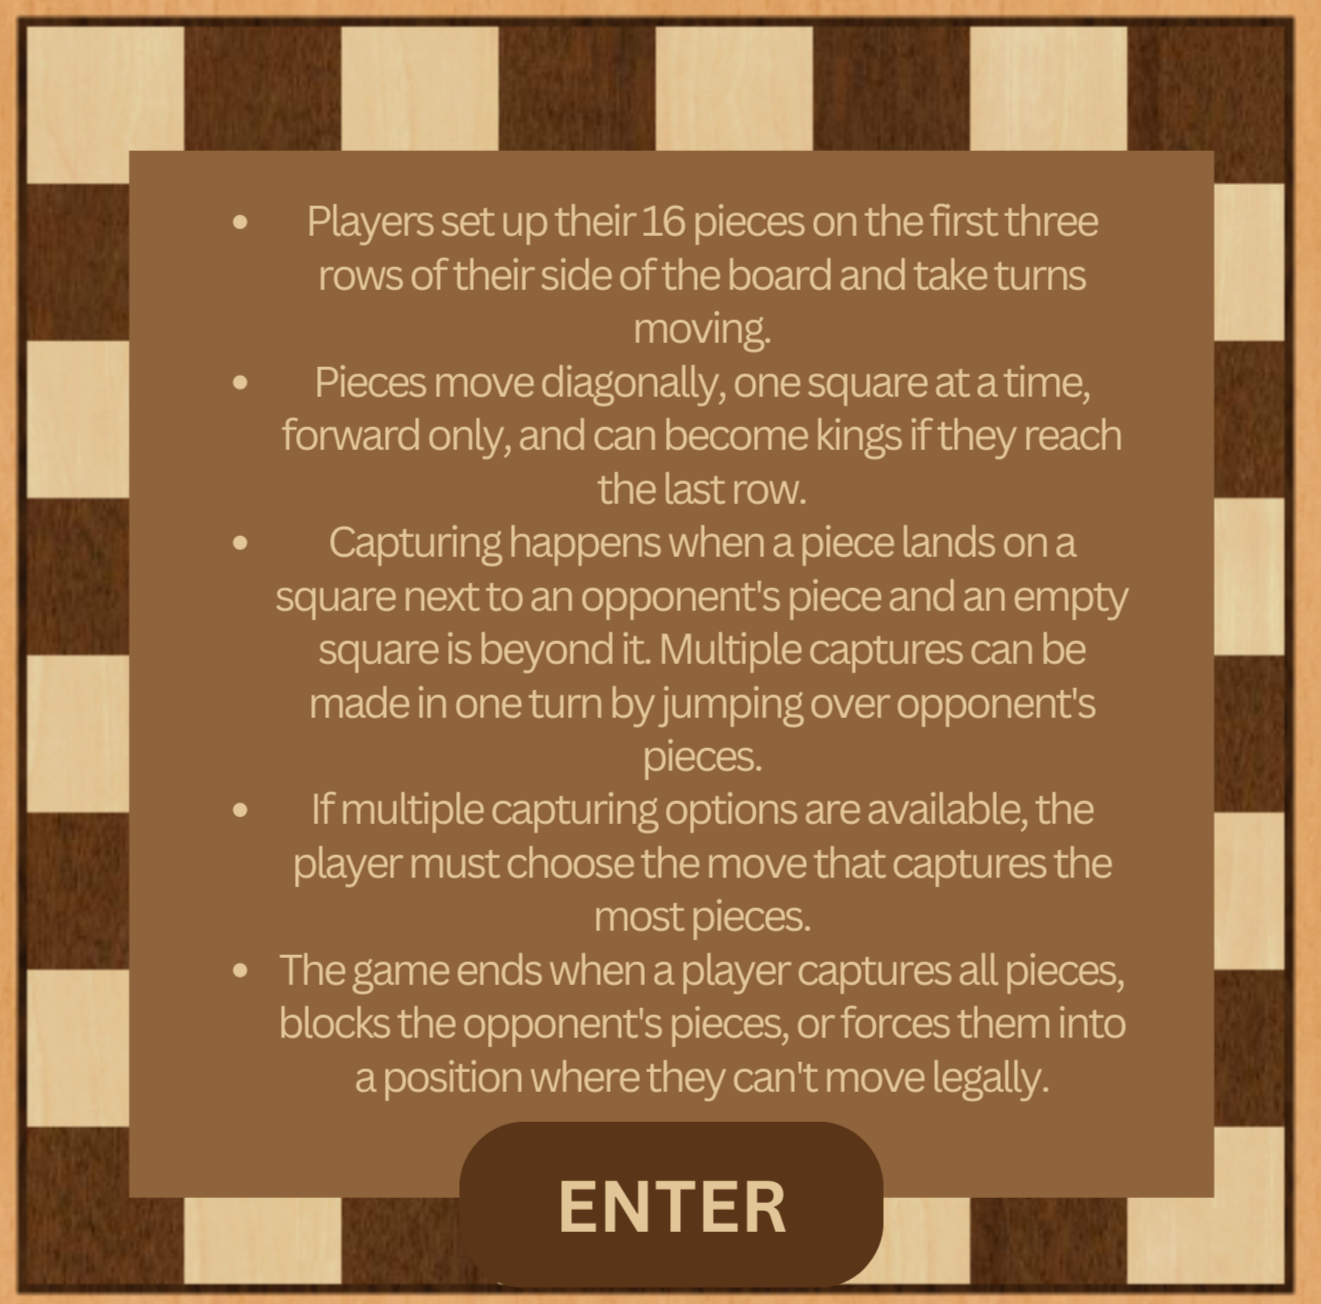 • Players set up their 16 pieces on the first three
rows of their side of the board and take turns
moving.
• Pieces move diagonally, one square at a time,
forward only, and can become kings if they reach
the last row.
• Capturing happens when a piece lands on a
square next to an opponent's piece and an empty
square is beyond it. Multiple captures can be
made in one turn by jumping over opponent's
pieces.
• If multiple capturing options are available, the
player must choose the move that captures the
most pieces.
• The game ends when a player captures all pieces,
blocks the opponent's pieces, or forces them into
a position where they can't move legally.
ENTER